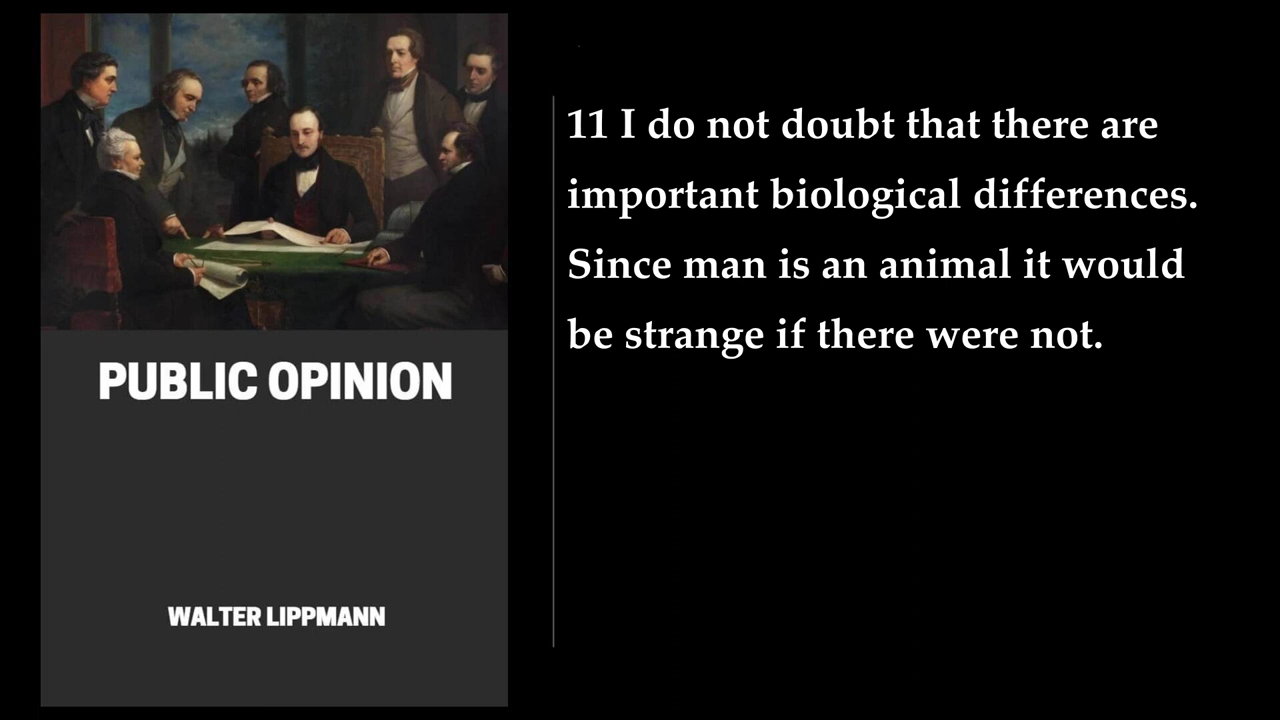 PUBLIC OPINION
WALTER LIPPMANN
11 I do not doubt that there are
important biological differences.
Since man is an animal it would
be strange if there were not.